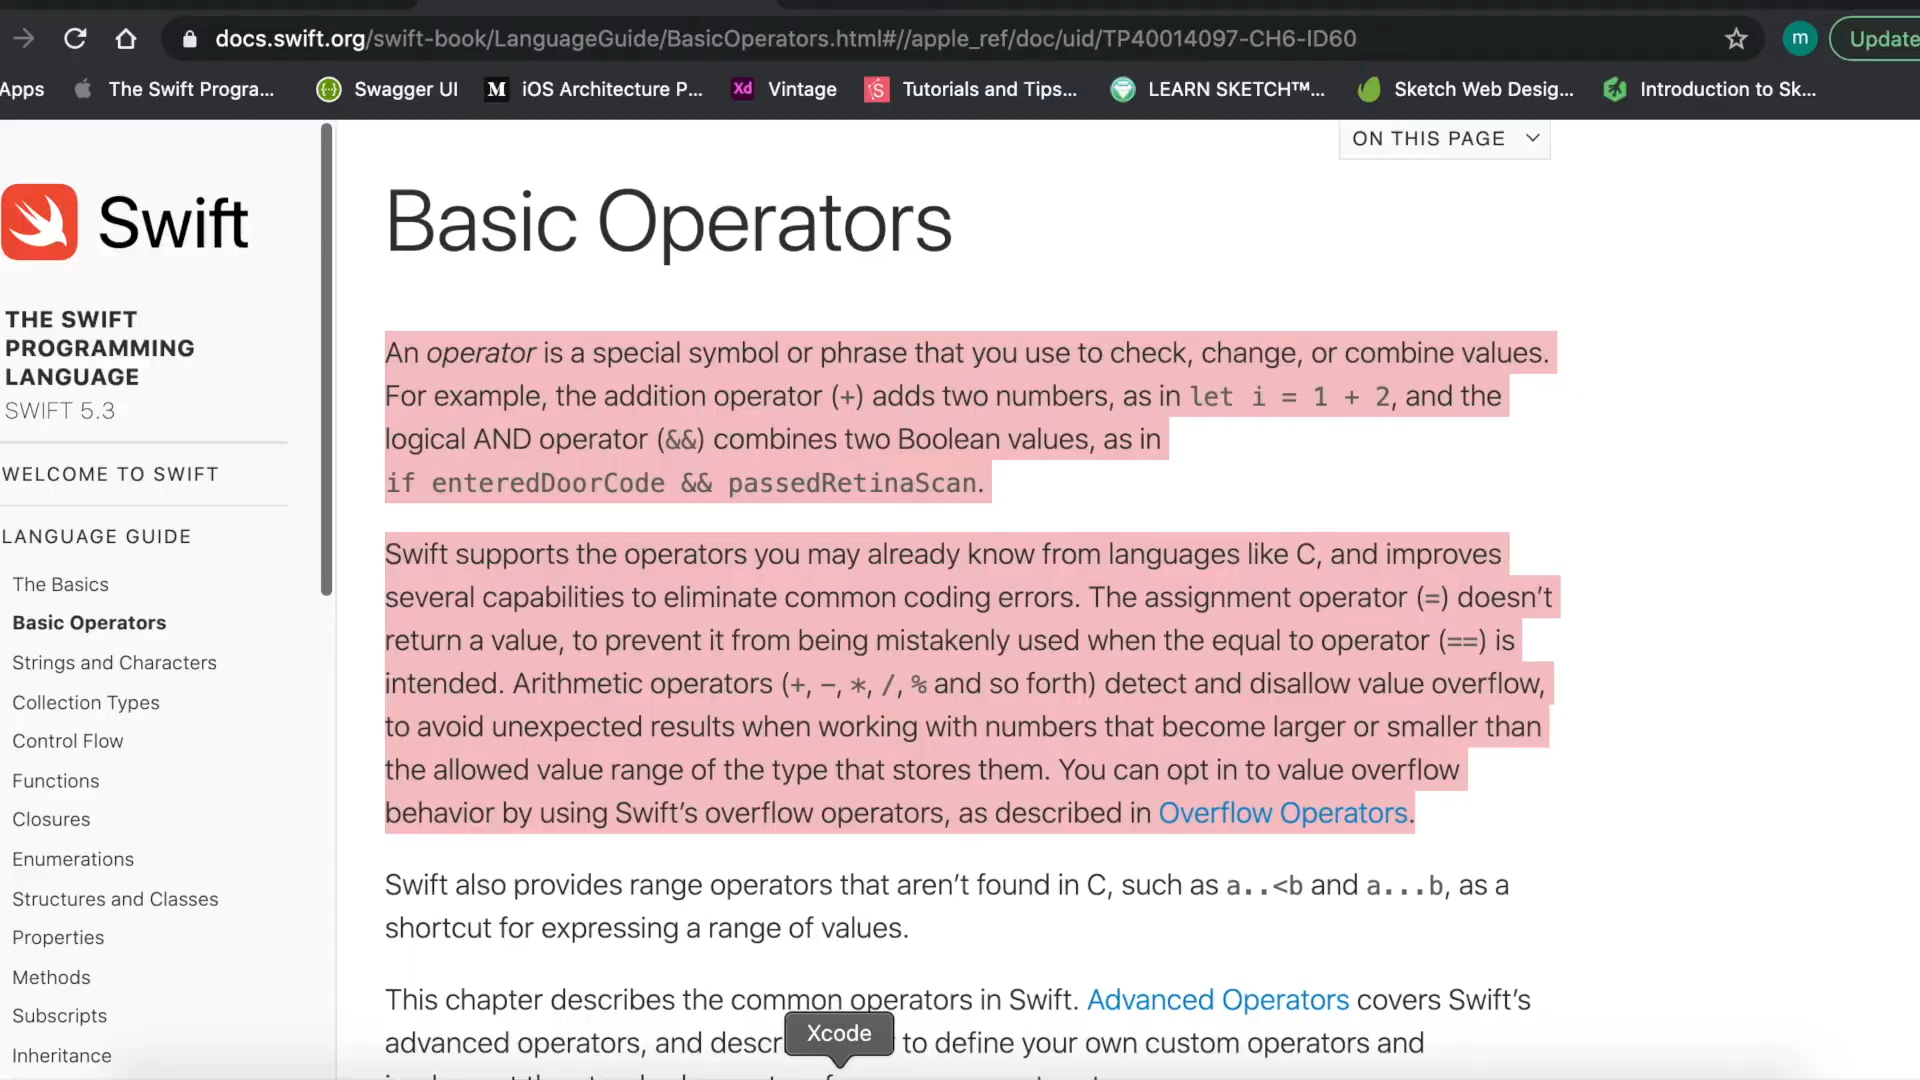 docs.swift.org/swift-book/LanguageGuide/BasicOperators.html#//apple_ref/doc/uid/TP40014097-CH6-ID60
m
Update
Apps
The Swift Progra...
Swagger UI
M
iOS Architecture P...
Xd
Vintage
Tutorials and Tips...
LEARN SKETCH™...
Sketch Web Desig...
Introduction to Sk...
ON THIS PAGE
Swift
THE SWIFT
PROGRAMMING
LANGUAGE
SWIFT 5.3
WELCOME TO SWIFT
LANGUAGE GUIDE
The Basics
Basic Operators
Strings and Characters
Collection Types
Control Flow
Functions
Closures
Enumerations
Structures and Classes
Properties
Methods
Subscripts
Inheritance
Basic Operators
An operator is a special symbol or phrase that you use to check, change, or combine values.
For example, the addition operator (+) adds two numbers, as in let i = 1 + 2, and the
logical AND operator (&&) combines two Boolean values, as in
if enteredDoorCode && passedRetinaScan.
Swift supports the operators you may already know from languages like C, and improves
several capabilities to eliminate common coding errors. The assignment operator (=) doesn’t
return a value, to prevent it from being mistakenly used when the equal to operator (==) is
intended. Arithmetic operators (+, -, *, /, % and so forth) detect and disallow value overflow,
to avoid unexpected results when working with numbers that become larger or smaller than
the allowed value range of the type that stores them. You can opt in to value overflow
behavior by using Swift’s overflow operators, as described in Overflow Operators.
Swift also provides range operators that aren’t found in C, such as a..<b and a...b, as a
shortcut for expressing a range of values.
This chapter describes the common operators in Swift. Advanced Operators covers Swift’s
advanced operators, and descr to define your own custom operators and
Xcode